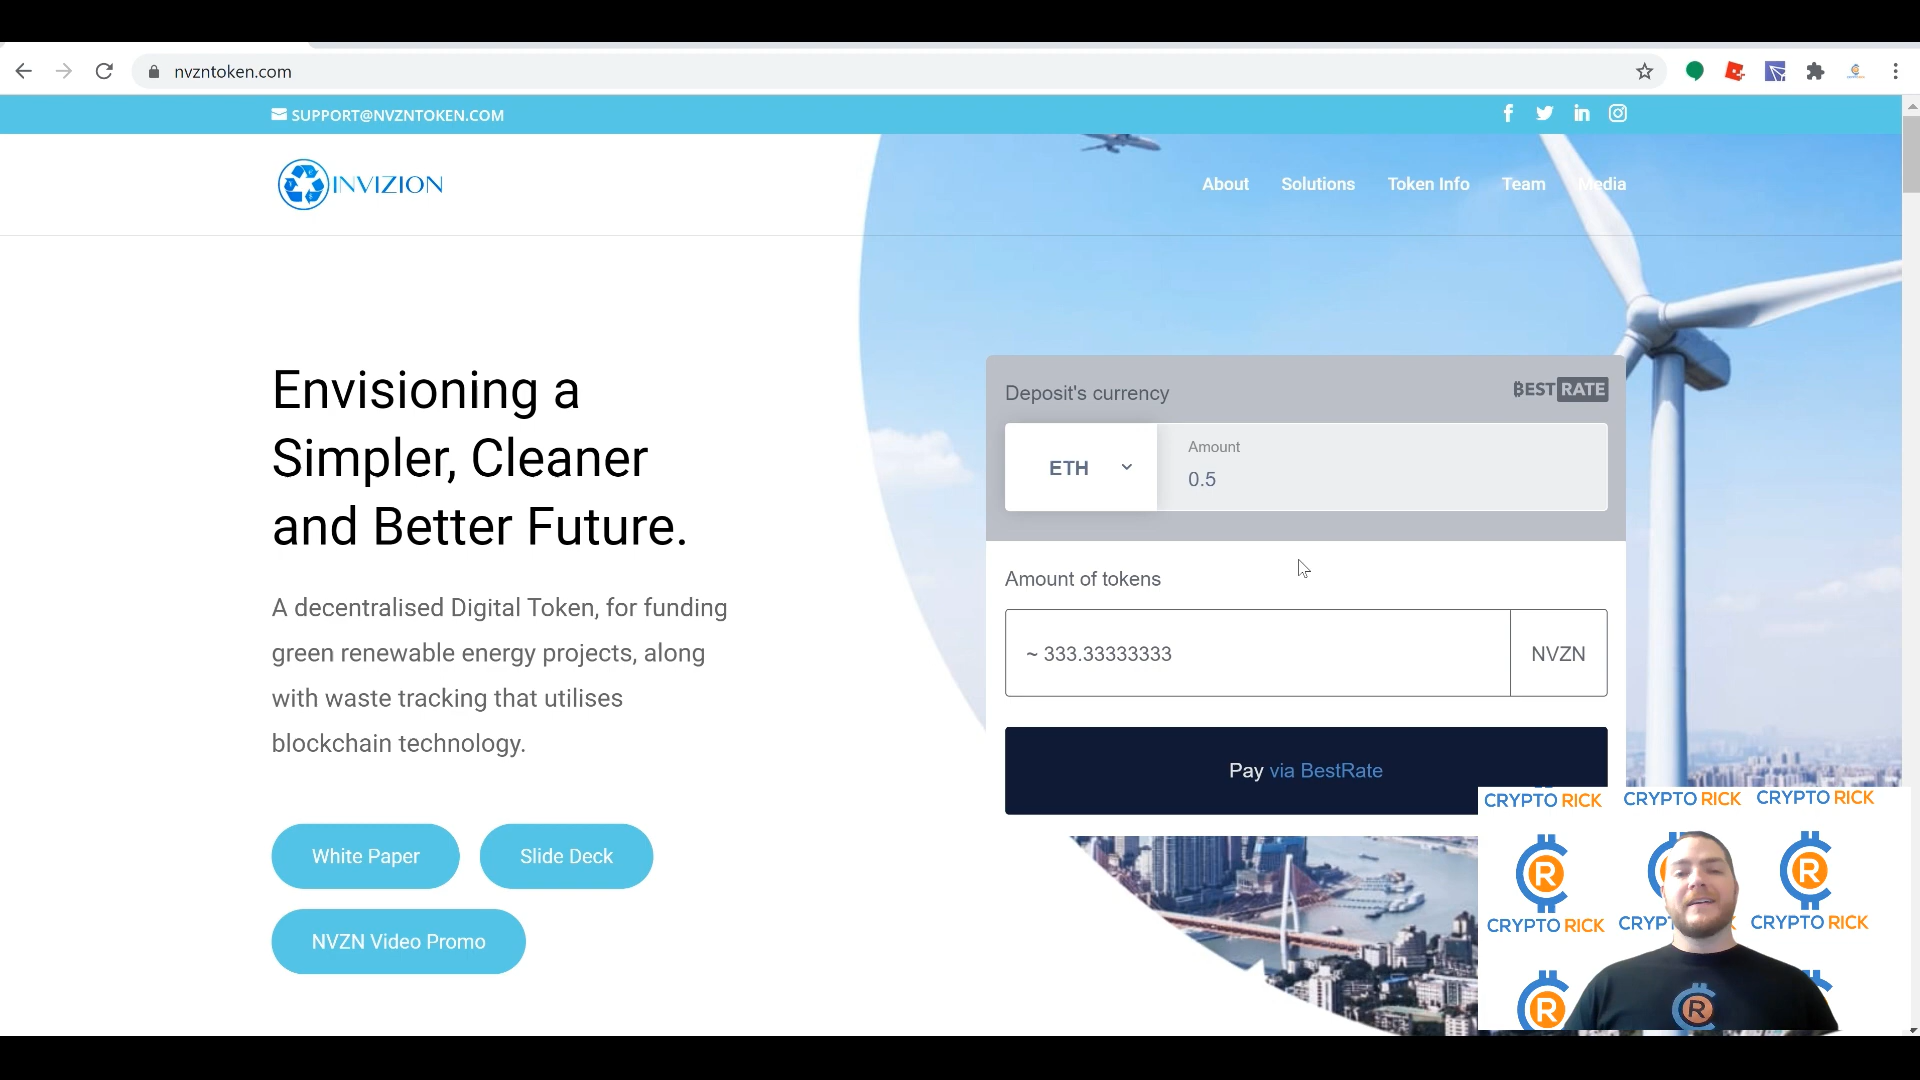 nvzntoken.com
SUPPORT@NVZNTOKEN.COM
INVIZION
About
Solutions
Token Info
Team
Media
Envisioning a
Simpler, Cleaner
and Better Future.
A decentralised Digital Token, for funding
green renewable energy projects, along
with waste tracking that utilises
blockchain technology.
White Paper
Slide Deck
NVZN Video Promo
Deposit's currency
BEST RATE
ETH
Amount
0.5
Amount of tokens
~ 333.33333333
NVZN
Pay via BestRate
CRYPTO RICK
CRYPTO RICK
CRYPTO RICK
R
R
CRYPTO RICK
CRYPT
CRYPTO RICK
R
R